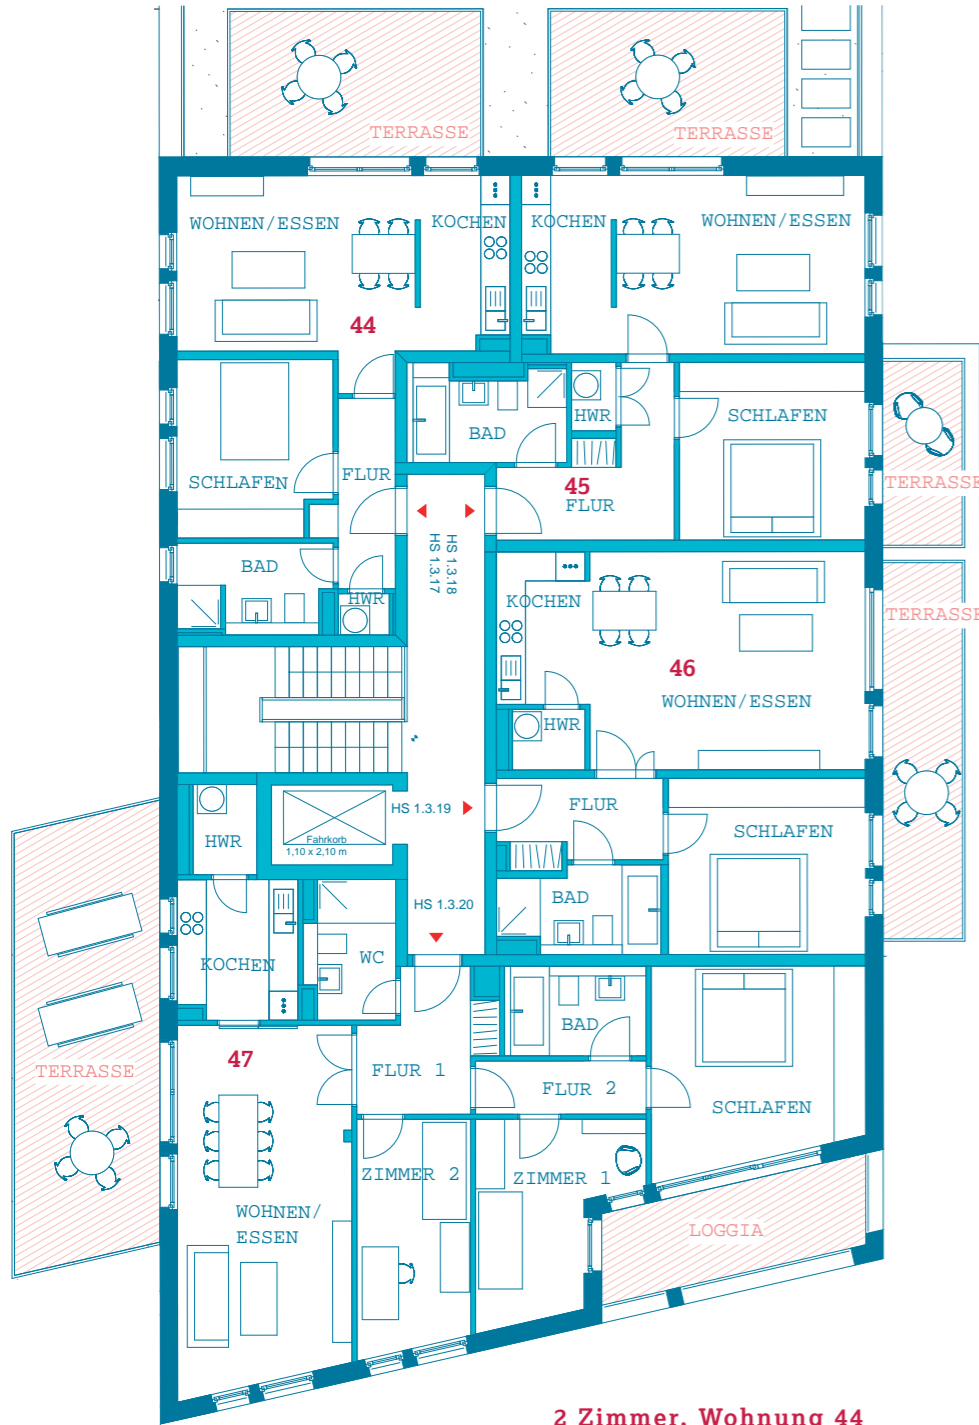 TERRASSE
TERRASSE
WOHNEN/ESSEN
KOCHEN
KOCHEN
WOHNEN/ESSEN
44
BAD
HWR
SCHLAFEN
SCHLAFEN
FLUR
45
FLUR
TERRASSE
HS 1.3.18
HS 1.3.17
BAD
HWR
KOCHEN
TERRASSE
46
WOHNEN/ESSEN
HWR
HS 1.3.19
FLUR
SCHLAFEN
HWR
Fahrkorb
1,10 x 2,10 m
BAD
HS 1.3.20
WC
KOCHEN
BAD
47
TERRASSE
FLUR 1
FLUR 2
SCHLAFEN
ZIMMER 2
ZIMMER 1
WOHNEN/
ESSEN
LOGGIA
2 Zimmer, Wohnung 44